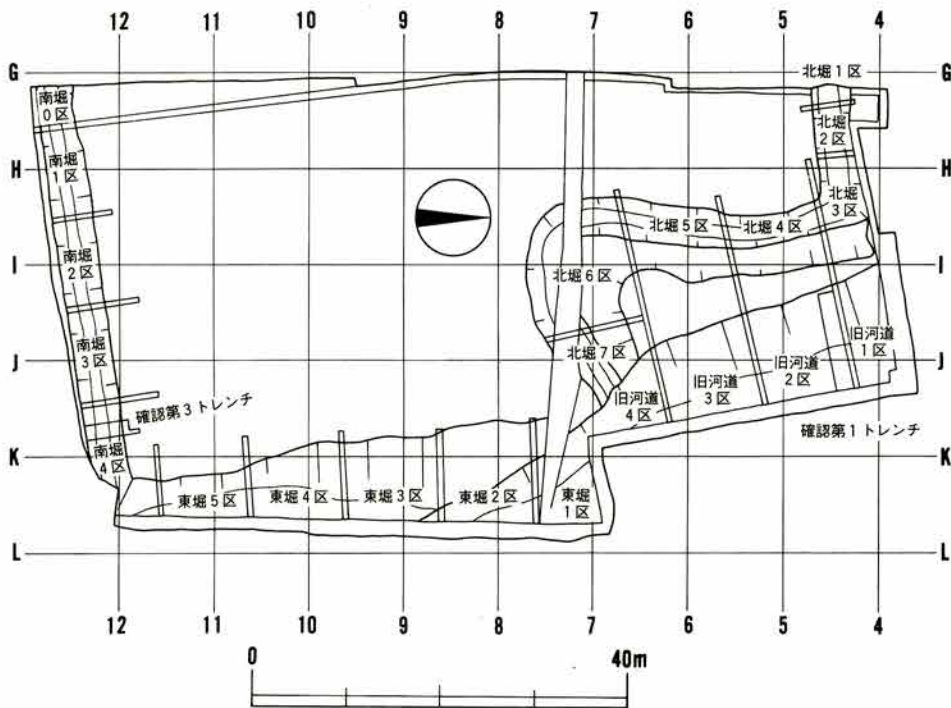 12 11 10 9 8 7 6 5 4
G
G
H
H
I
I
J
J
K
K
L
L
南堀
0区
南堀
1区
南堀
2区
南堀
3区
南堀
4区
確認第3トレンチ
北堀1区
北堀
2区
北堀
3区
北堀4区
北堀5区
北堀6区
北堀7区
旧河道
1区
旧河道
2区
旧河道
3区
旧河道
4区
確認第1トレンチ
東堀5区
東堀4区
東堀3区
東堀2区
東堀
1区
12 11 10 9 8 7 6 5 4
0 40m